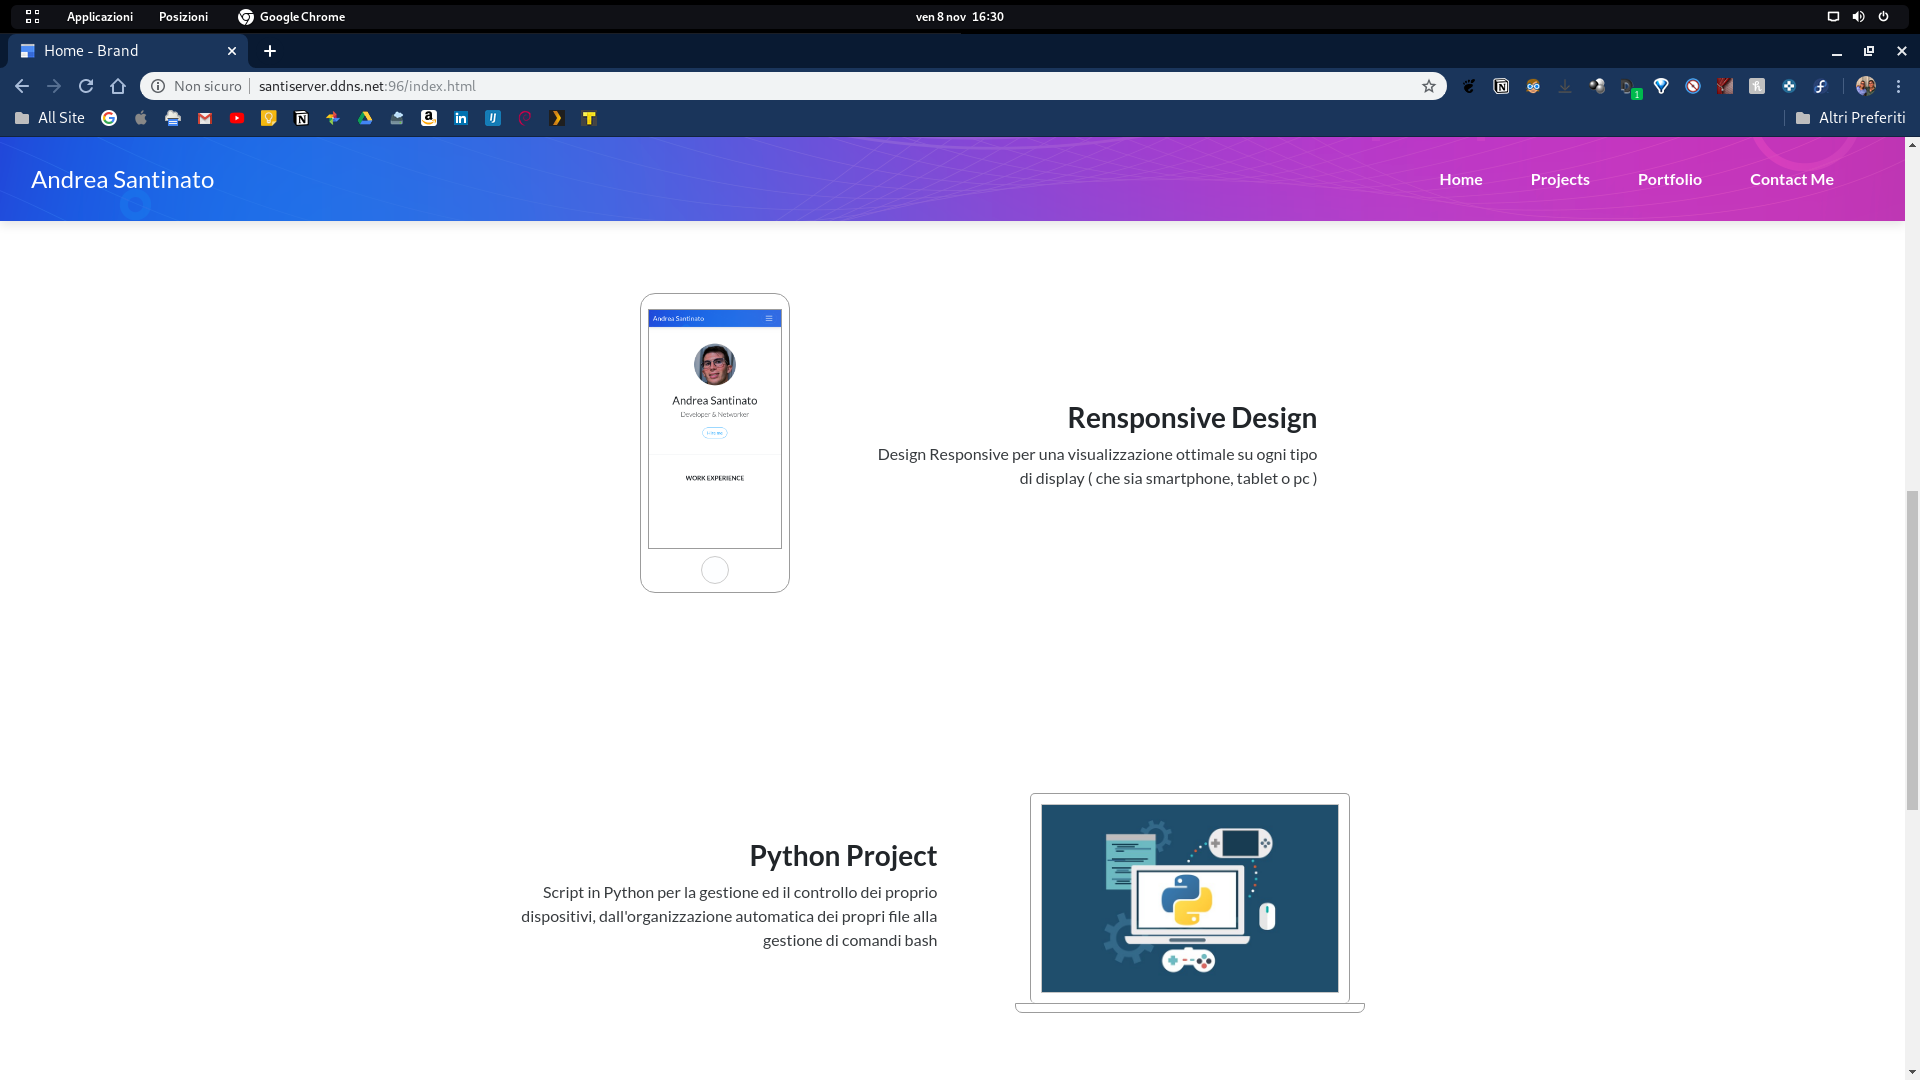 Applicazioni Posizioni Google Chrome ven 8 nov 16:30
Home - Brand
Non sicuro santiserver.ddns.net:96/index.html
1
All Site Altri Preferiti
Andrea Santinato Home Projects Portfolio Contact Me
Andrea Santinato
Andrea Santinato
Developer & Networker
WORK EXPERIENCE
Rensponsive Design
Design Responsive per una visualizzazione ottimale su ogni tipo
di display ( che sia smartphone, tablet o pc )
Python Project
Script in Python per la gestione ed il controllo dei proprio
dispositivi, dall'organizzazione automatica dei propri file alla
gestione di comandi bash